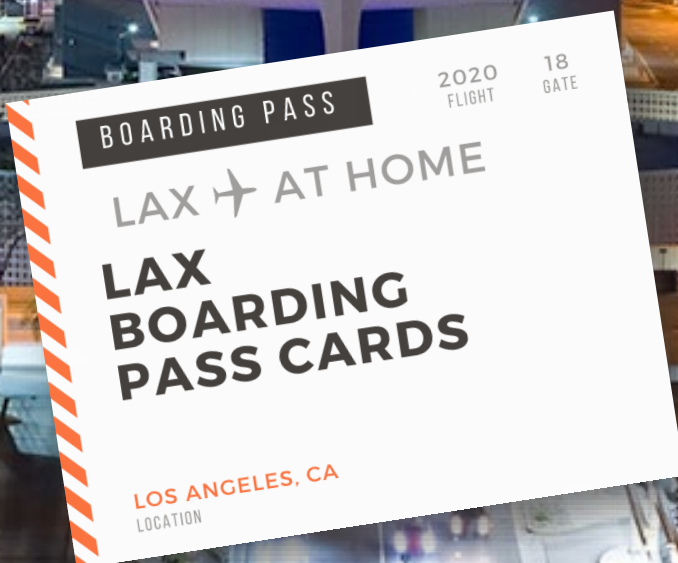 BOARDING PASS
2020
FLIGHT
18
GATE
LAX AT HOME
LAX
BOARDING
PASS CARDS
LOS ANGELES, CA
LOCATION